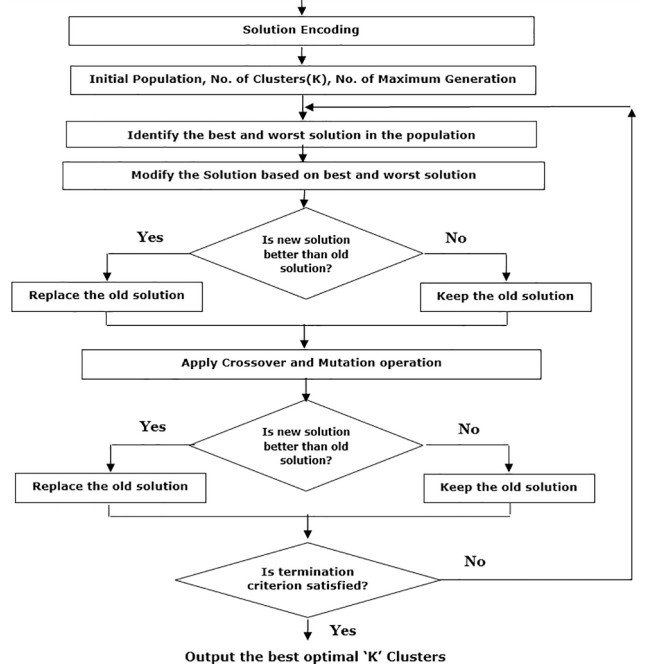 Solution Encoding
Initial Population, No. of Clusters(K), No. of Maximum Generation
Identify the best and worst solution in the population
Modify the Solution based on best and worst solution
Yes
Is new solution
better than old
solution?
No
Replace the old solution
Keep the old solution
Apply Crossover and Mutation operation
Yes
Is new solution
better than old
solution?
No
Replace the old solution
Keep the old solution
Is termination
criterion satisfied?
No
Yes
Output the best optimal ‘K’ Clusters